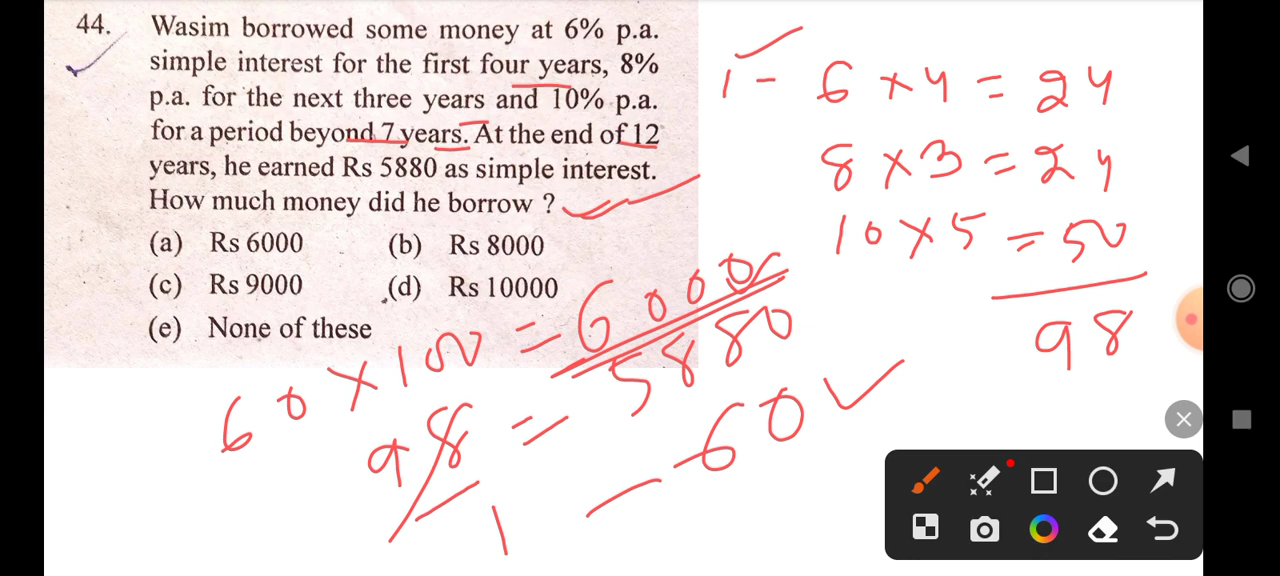 44. Wasim borrowed some money at 6% p.a.
simple interest for the first four years, 8%
p.a. for the next three years and 10% p.a.
for a period beyond 7 years. At the end of 12
years, he earned Rs 5880 as simple interest.
How much money did he borrow ?
(a) Rs 6000 (b) Rs 8000
(c) Rs 9000 (d) Rs 10000
(e) None of these
1 - 6 × 4 = 24
8 × 3 = 24
10 × 5 = 50
98
60 × 100 = 6000
98 = 5880
1 - 60